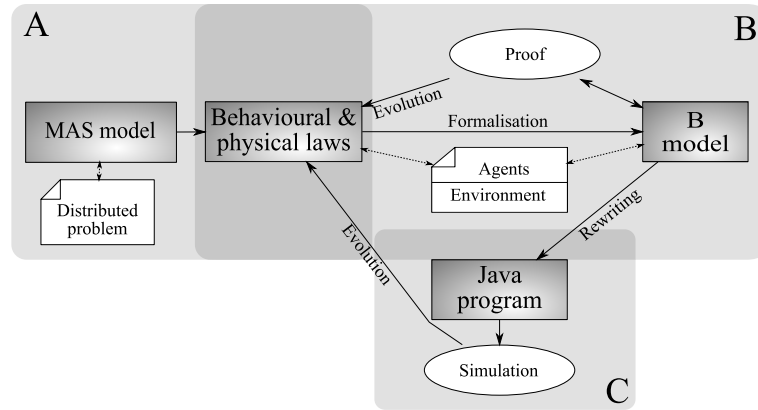 A
B
Proof
Evolution
Behavioural &
physical laws
MAS model
Formalisation
B
model
Agents
Environment
Distributed
problem
Rewriting
Evolution
Java
program
Simulation
C